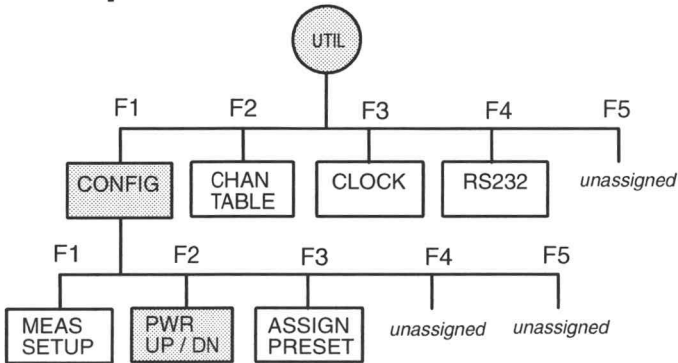 UTIL
F1 F2 F3 F4 F5
CONFIG CHAN TABLE CLOCK RS232 unassigned
F1 F2 F3 F4 F5
MEAS SETUP PWR UP / DN ASSIGN PRESET unassigned unassigned